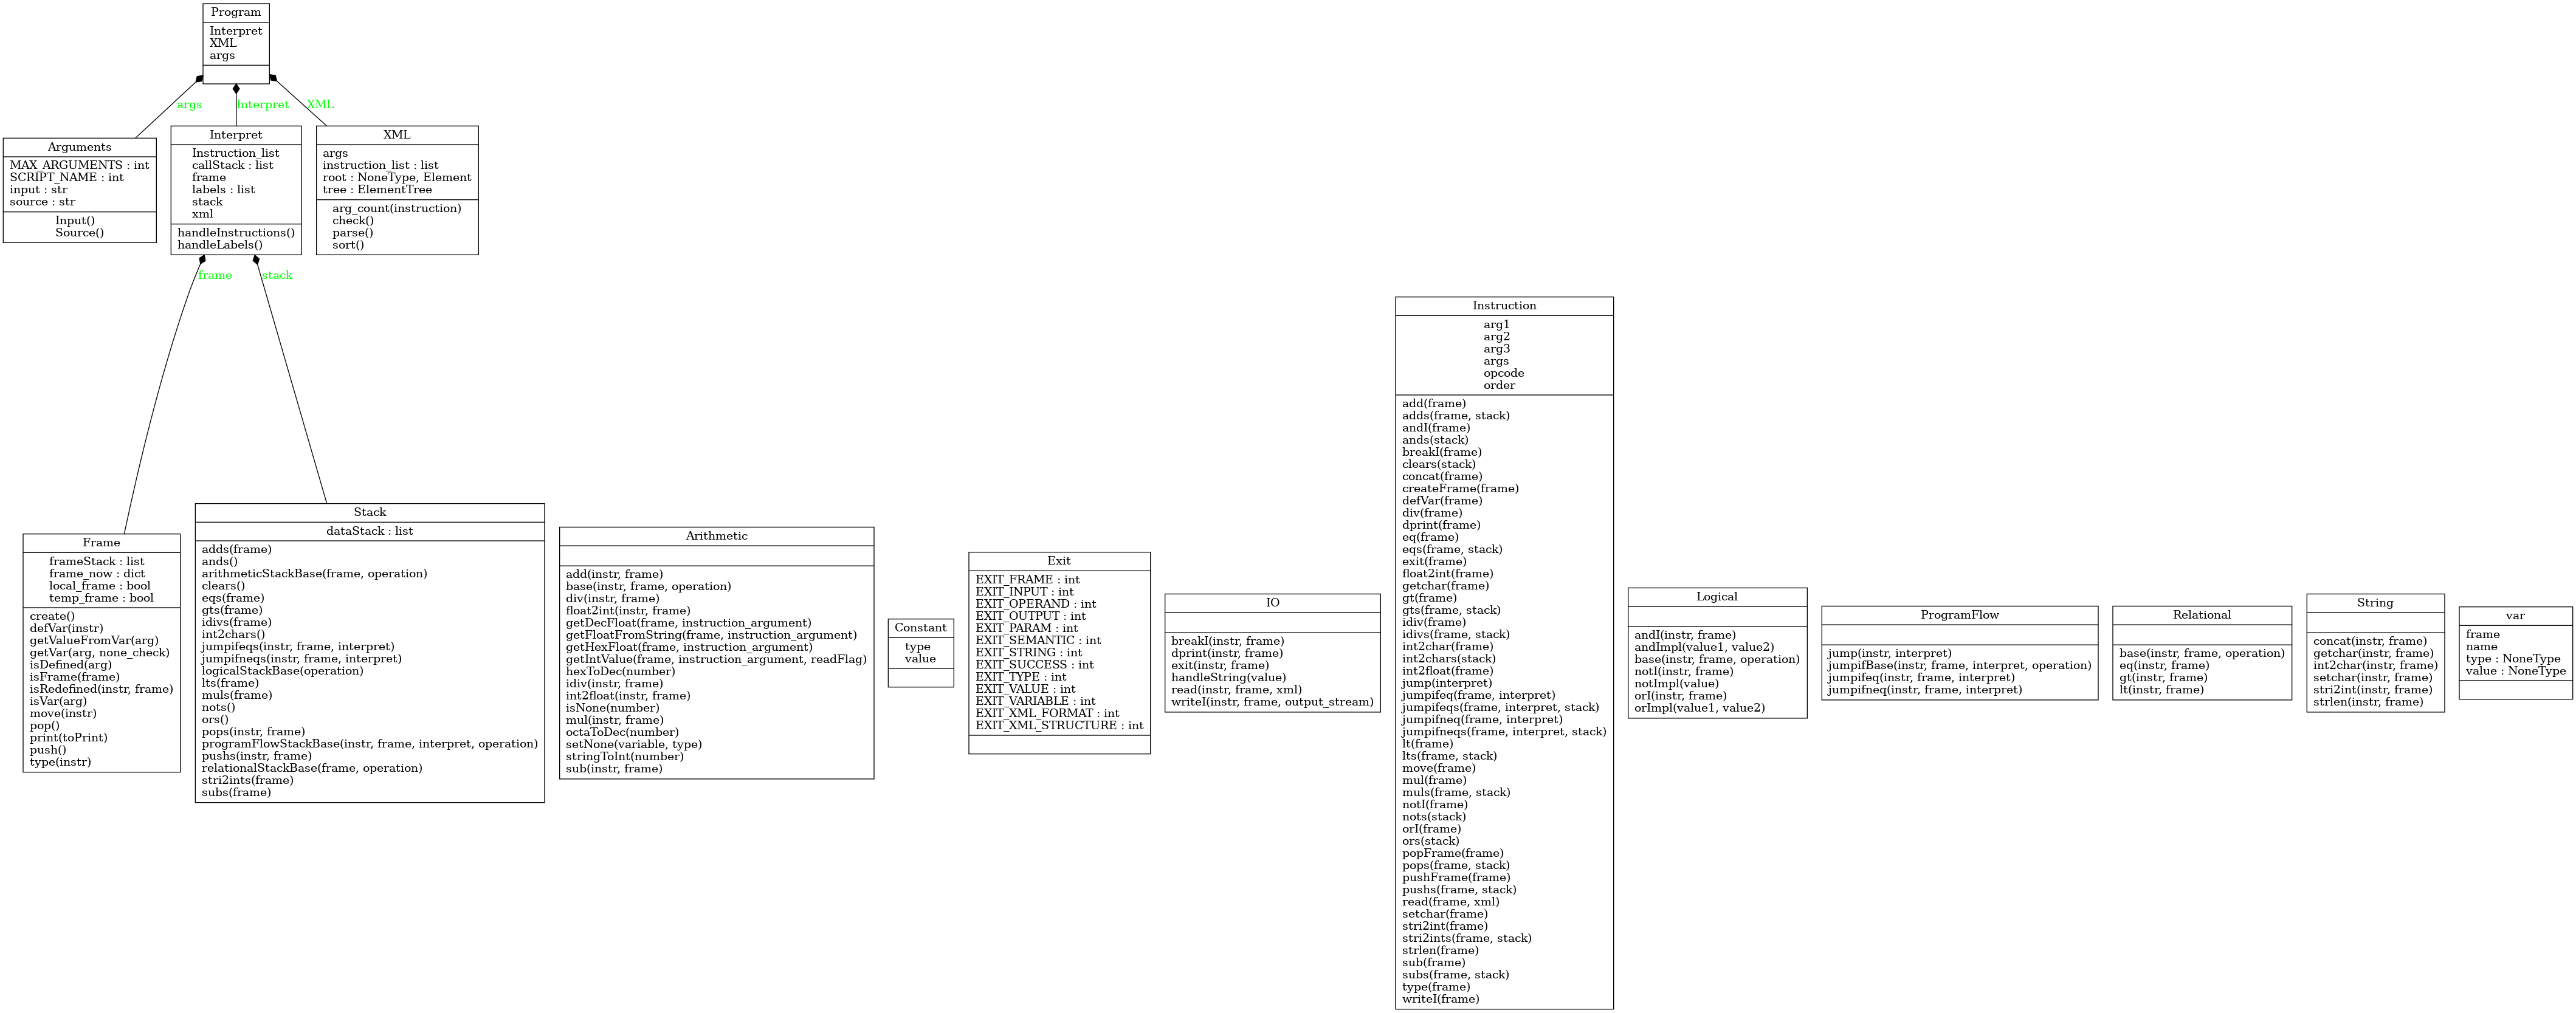 Program
Interpret
XML
args
args
Interpret
XML
Arguments
MAX_ARGUMENTS : int
SCRIPT_NAME : int
input : str
source : str
Input()
Source()
Interpret
Instruction_list
callStack : list
frame
labels : list
stack
xml
handleInstructions()
handleLabels()
XML
args
instruction_list : list
root : NoneType, Element
tree : ElementTree
arg_count(instruction)
check()
parse()
sort()
frame
stack
Frame
frameStack : list
frame_now : dict
local_frame : bool
temp_frame : bool
create()
defVar(instr)
getValueFromVar(arg)
getVar(arg, none_check)
isDefined(arg)
isFrame(frame)
isRedefined(instr, frame)
isVar(arg)
move(instr)
pop()
print(toPrint)
push()
type(instr)
Stack
dataStack : list
adds(frame)
ands()
arithmeticStackBase(frame, operation)
clears()
eqs(frame)
gts(frame)
idivs(frame)
int2chars()
jumpifeqs(instr, frame, interpret)
jumpifneqs(instr, frame, interpret)
logicalStackBase(operation)
lts(frame)
muls(frame)
nots()
ors()
pops(instr, frame)
programFlowStackBase(instr, frame, interpret, operation)
pushs(instr, frame)
relationalStackBase(frame, operation)
stri2ints(frame)
subs(frame)
Arithmetic
add(instr, frame)
base(instr, frame, operation)
div(instr, frame)
float2int(instr, frame)
getDecFloat(frame, instruction_argument)
getFloatFromString(frame, instruction_argument)
getHexFloat(frame, instruction_argument)
getIntValue(frame, instruction_argument, readFlag)
hexToDec(number)
idiv(instr, frame)
int2float(instr, frame)
isNone(number)
mul(instr, frame)
octaToDec(number)
setNone(variable, type)
stringToInt(number)
sub(instr, frame)
Constant
type
value
Exit
EXIT_FRAME : int
EXIT_INPUT : int
EXIT_OPERAND : int
EXIT_OUTPUT : int
EXIT_PARAM : int
EXIT_SEMANTIC : int
EXIT_STRING : int
EXIT_SUCCESS : int
EXIT_TYPE : int
EXIT_VALUE : int
EXIT_VARIABLE : int
EXIT_XML_FORMAT : int
EXIT_XML_STRUCTURE : int
IO
breakI(instr, frame)
dprint(instr, frame)
exit(instr, frame)
handleString(value)
read(instr, frame, xml)
writeI(instr, frame, output_stream)
Instruction
arg1
arg2
arg3
args
opcode
order
add(frame)
adds(frame, stack)
andI(frame)
ands(stack)
breakI(frame)
clears(stack)
concat(frame)
createFrame(frame)
defVar(frame)
div(frame)
dprint(frame)
eq(frame)
eqs(frame, stack)
exit(frame)
float2int(frame)
getchar(frame)
gt(frame)
gts(frame, stack)
idiv(frame)
idivs(frame, stack)
int2char(frame)
int2chars(stack)
int2float(frame)
jump(interpret)
jumpifeq(frame, interpret)
jumpifeqs(frame, interpret, stack)
jumpifneq(frame, interpret)
jumpifneqs(frame, interpret, stack)
lt(frame)
lts(frame, stack)
move(frame)
mul(frame)
muls(frame, stack)
notI(frame)
nots(stack)
orI(frame)
ors(stack)
popFrame(frame)
pops(frame, stack)
pushFrame(frame)
pushs(frame, stack)
read(frame, xml)
setchar(frame)
stri2int(frame)
stri2ints(frame, stack)
strlen(frame)
sub(frame)
subs(frame, stack)
type(frame)
writeI(frame)
Logical
andI(instr, frame)
andImpl(value1, value2)
base(instr, frame, operation)
notI(instr, frame)
notImpl(value)
orI(instr, frame)
orImpl(value1, value2)
ProgramFlow
jump(instr, interpret)
jumpifBase(instr, frame, interpret, operation)
jumpifeq(instr, frame, interpret)
jumpifneq(instr, frame, interpret)
Relational
base(instr, frame, operation)
eq(instr, frame)
gt(instr, frame)
lt(instr, frame)
String
concat(instr, frame)
getchar(instr, frame)
int2char(instr, frame)
setchar(instr, frame)
stri2int(instr, frame)
strlen(instr, frame)
var
frame
name
type : NoneType
value : NoneType